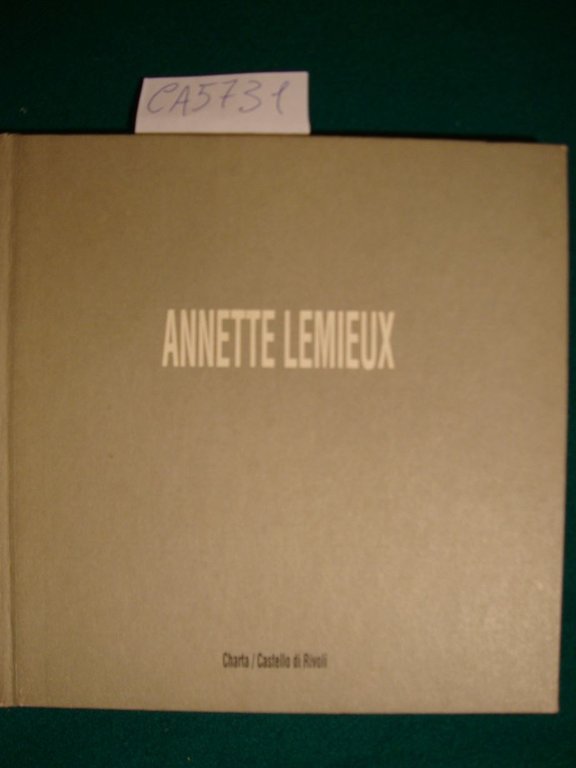 CA5731
ANNETTE LEMIEUX
Charta / Castello di Rivoli